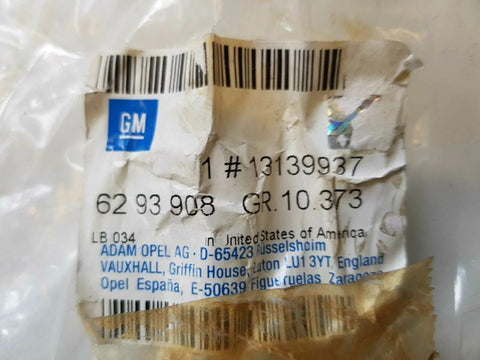 GM
1 # 13139937
62 93 908 GR.10.373
LB 034 in United States of America
ADAM OPEL AG · D-65423 Rüsselsheim
VAUXHALL, Griffin House, Luton LU1 3YT, England
Opel España, E-50639 Figueruelas, Zaragoza